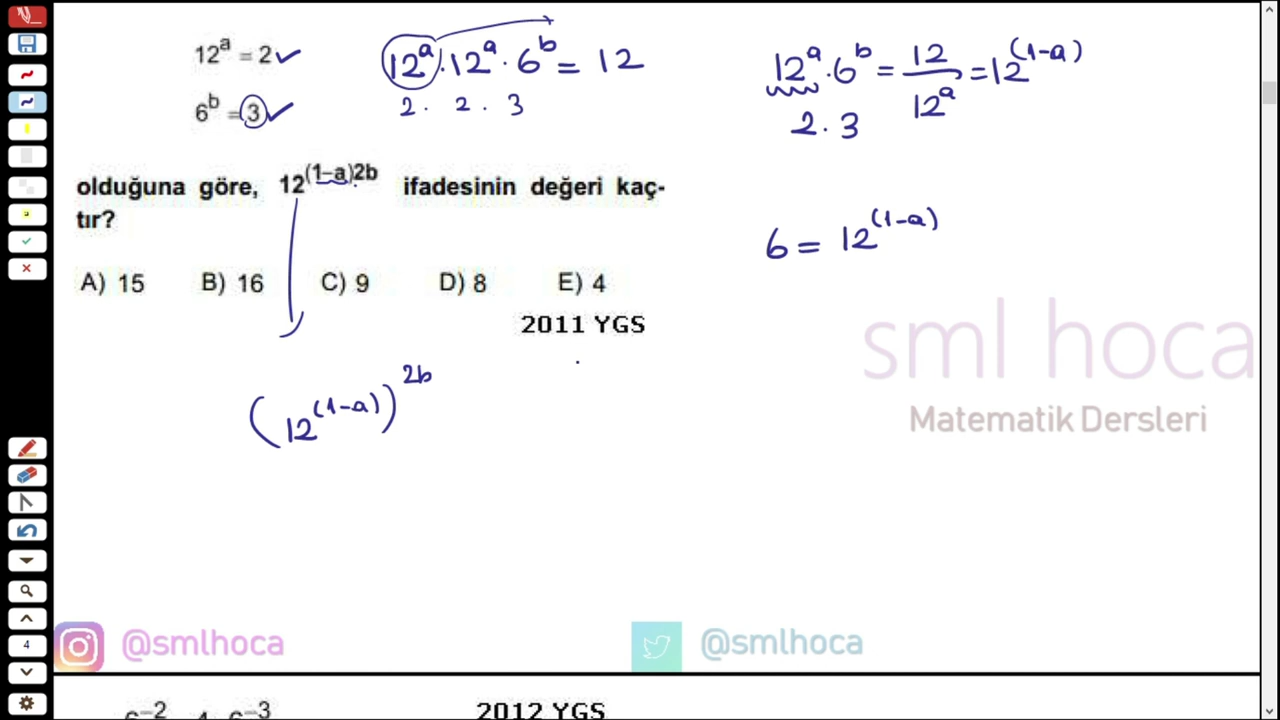 12^a = 2 ✓
6^b = 3 ✓
12^a · 12^a · 6^b = 12
2 · 2 · 3
12^a · 6^b = 12 / 12^a = 12^(1-a)
2 · 3
olduğuna göre, 12^(1–a)2b ifadesinin değeri kaç-
tır?
6 = 12^(1-a)
A) 15 B) 16 C) 9 D) 8 E) 4
2011 YGS
(12^(1-a))^2b
sml hoca
Matematik Dersleri
4
@smlhoca @smlhoca
2012 YGS